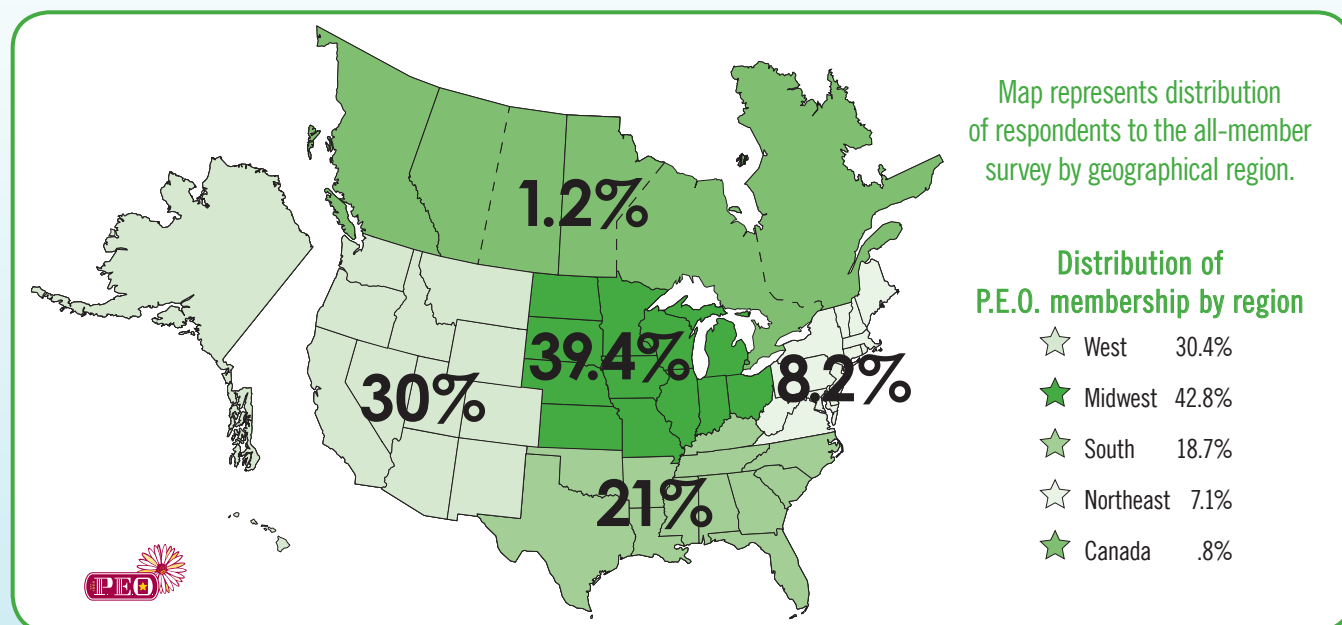 Map represents distribution
of respondents to the all-member
survey by geographical region.
1.2%
39.4%
30%
8.2%
21%
Distribution of
P.E.O. membership by region
West 30.4%
Midwest 42.8%
South 18.7%
Northeast 7.1%
Canada .8%
PEO